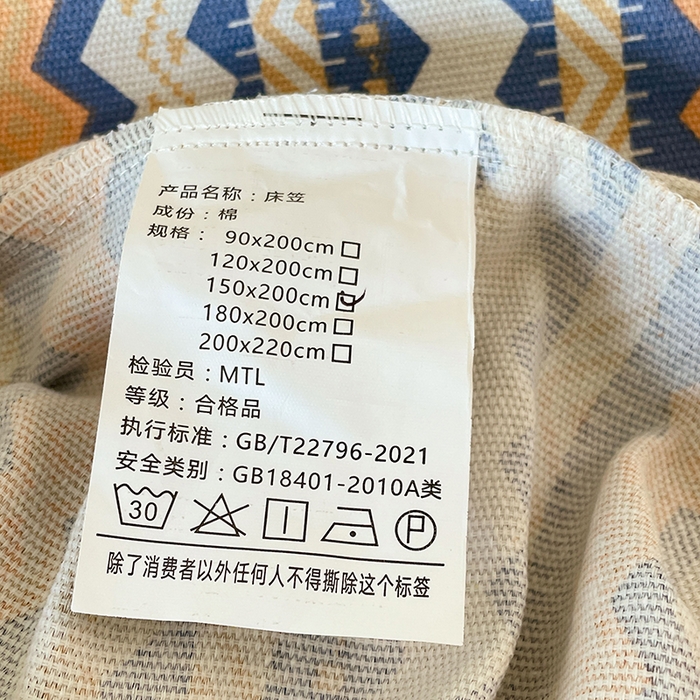 产品名称：床笠
成份：棉
规格：90x200cm□
120x200cm□
150x200cm□
180x200cm□
200x220cm□
检验员：MTL
等级：合格品
执行标准：GB/T22796-2021
安全类别：GB18401-2010A类
30 P
除了消费者以外任何人不得撕除这个标签